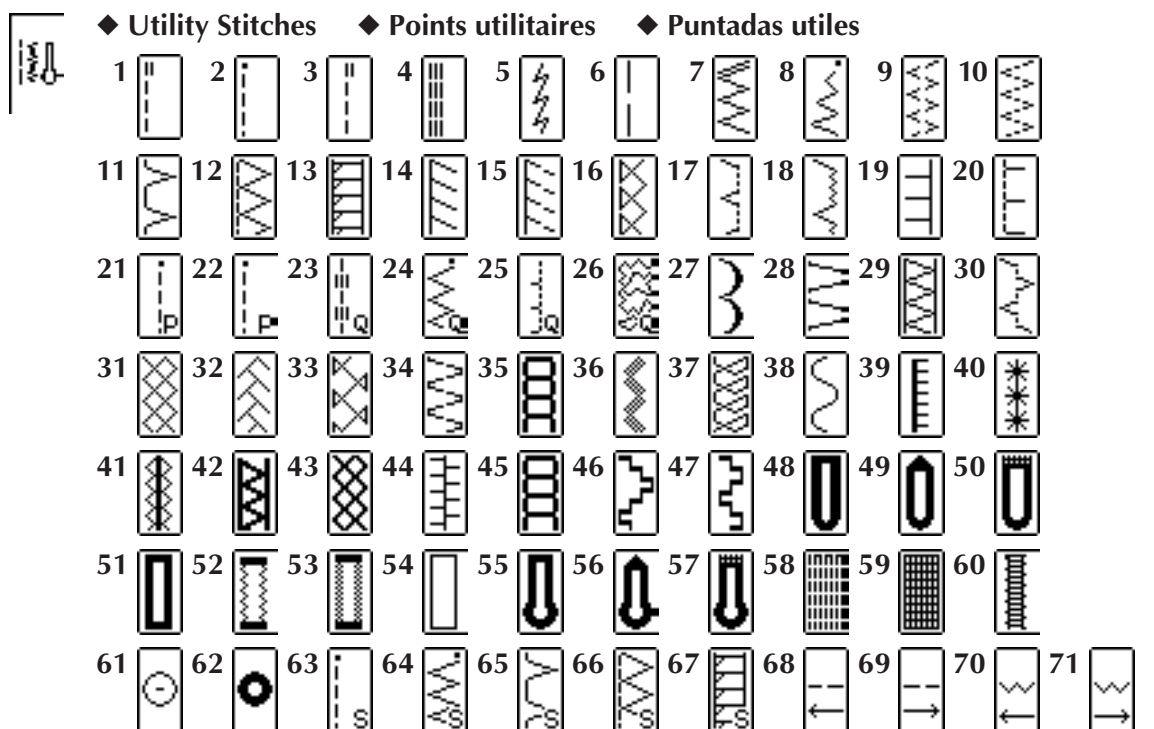 ◆ Utility Stitches ◆ Points utilitaires ◆ Puntadas utiles
1 2 3 4 5 6 7 8 9 10
11 12 13 14 15 16 17 18 19 20
21 P 22 P 23 Q 24 Q 25 Q 26 Q 27 28 29 30
31 32 33 34 35 36 37 38 39 40
41 42 43 44 45 46 47 48 49 50
51 52 53 54 55 56 57 58 59 60
61 62 63 S 64 S 65 S 66 S 67 S 68 69 70 71